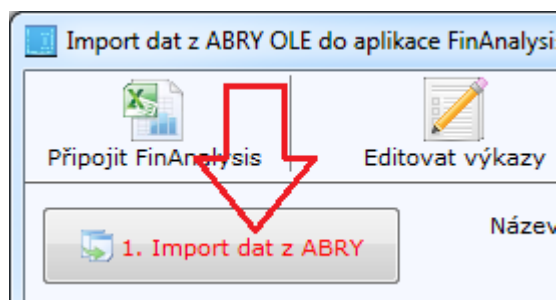 Import dat z ABRY OLE do aplikace FinAnalysi
Připojit FinAnalysis
Editovat výkazy
1. Import dat z ABRY
Název